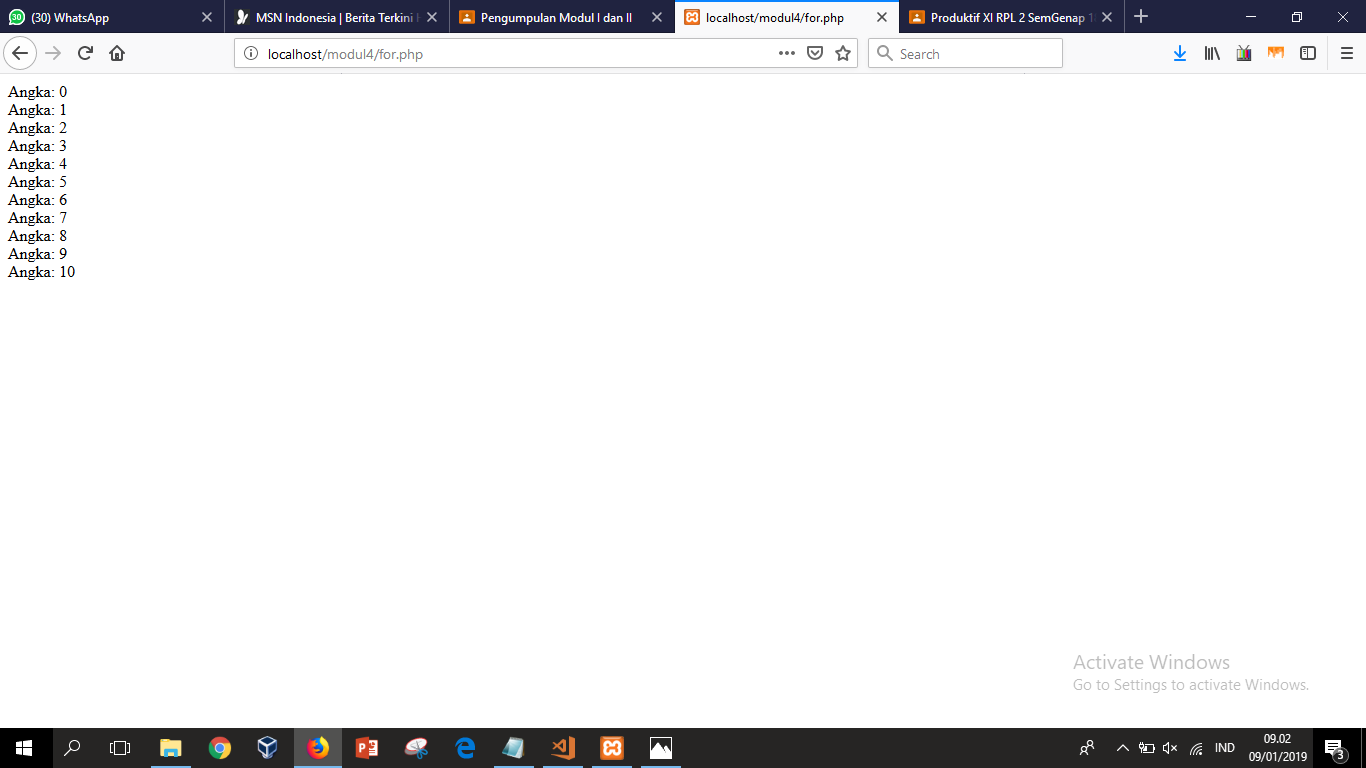 30 (30) WhatsApp
MSN Indonesia | Berita Terkini
Pengumpulan Modul I dan II
localhost/modul4/for.php
Produktif XI RPL 2 SemGenap
localhost/modul4/for.php
Search
Angka: 0
Angka: 1
Angka: 2
Angka: 3
Angka: 4
Angka: 5
Angka: 6
Angka: 7
Angka: 8
Angka: 9
Angka: 10
Activate Windows
Go to Settings to activate Windows.
IND
09.02
09/01/2019
3